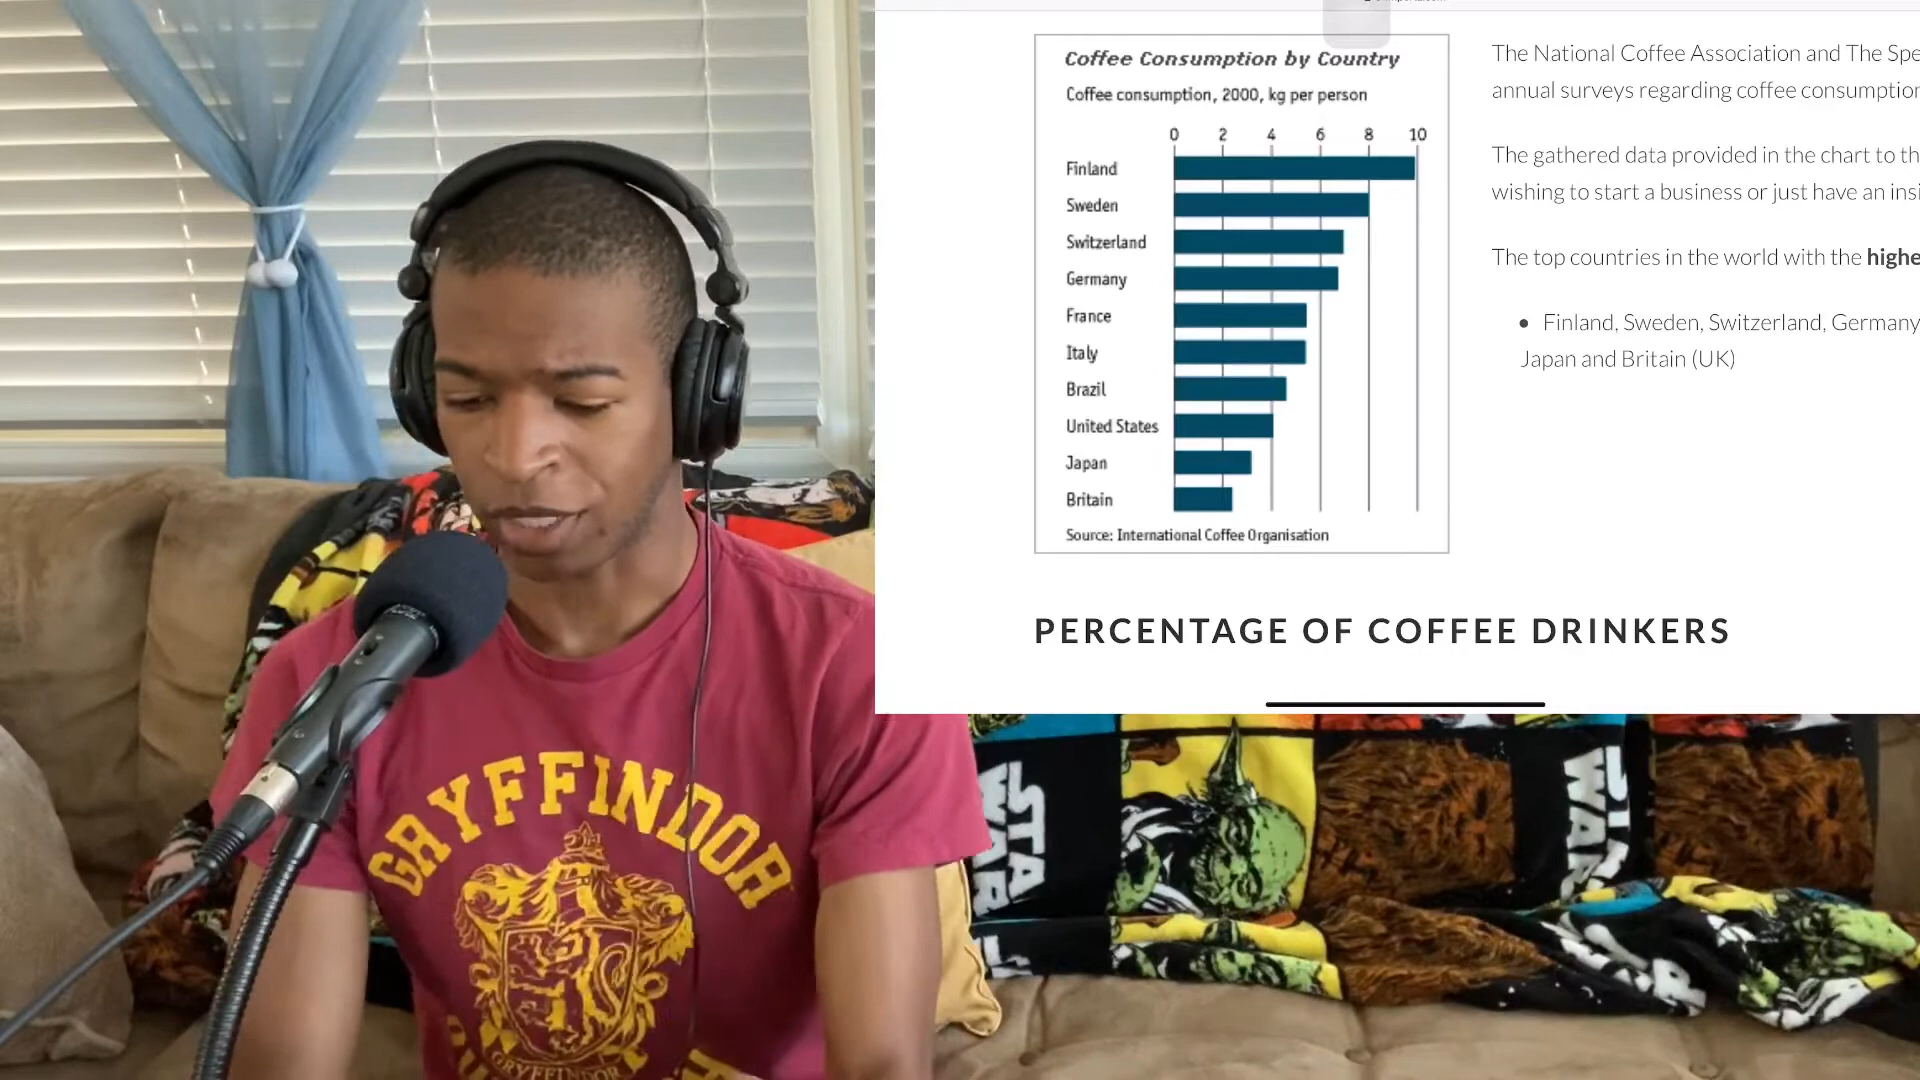 Coffee Consumption by Country
Coffee consumption, 2000, kg per person
0 2 4 6 8 10
Finland
Sweden
Switzerland
Germany
France
Italy
Brazil
United States
Japan
Britain
Source: International Coffee Organisation
The National Coffee Association and The Spe
annual surveys regarding coffee consumption
The gathered data provided in the chart to th
wishing to start a business or just have an insi
The top countries in the world with the highe
• Finland, Sweden, Switzerland, Germany
Japan and Britain (UK)
PERCENTAGE OF COFFEE DRINKERS
GRYFFINDOR
GRYFFINDOR
STAR
WARS
STAR
WARS